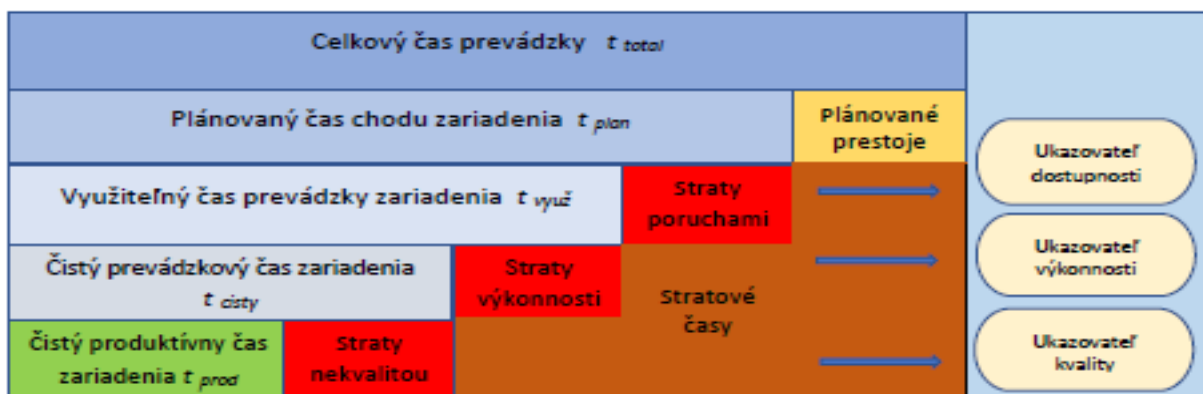 Celkový čas prevádzky t total
Plánovaný čas chodu zariadenia t plan
Plánované
prestoje
Ukazovateľ
dostupnosti
Využiteľný čas prevádzky zariadenia t využ
Straty
poruchami
Ukazovateľ
výkonnosti
Čistý prevádzkový čas zariadenia
t cisty
Straty
výkonnosti
Stratové
časy
Čistý produktívny čas
zariadenia t prod
Straty
nekvalitou
Ukazovateľ
kvality